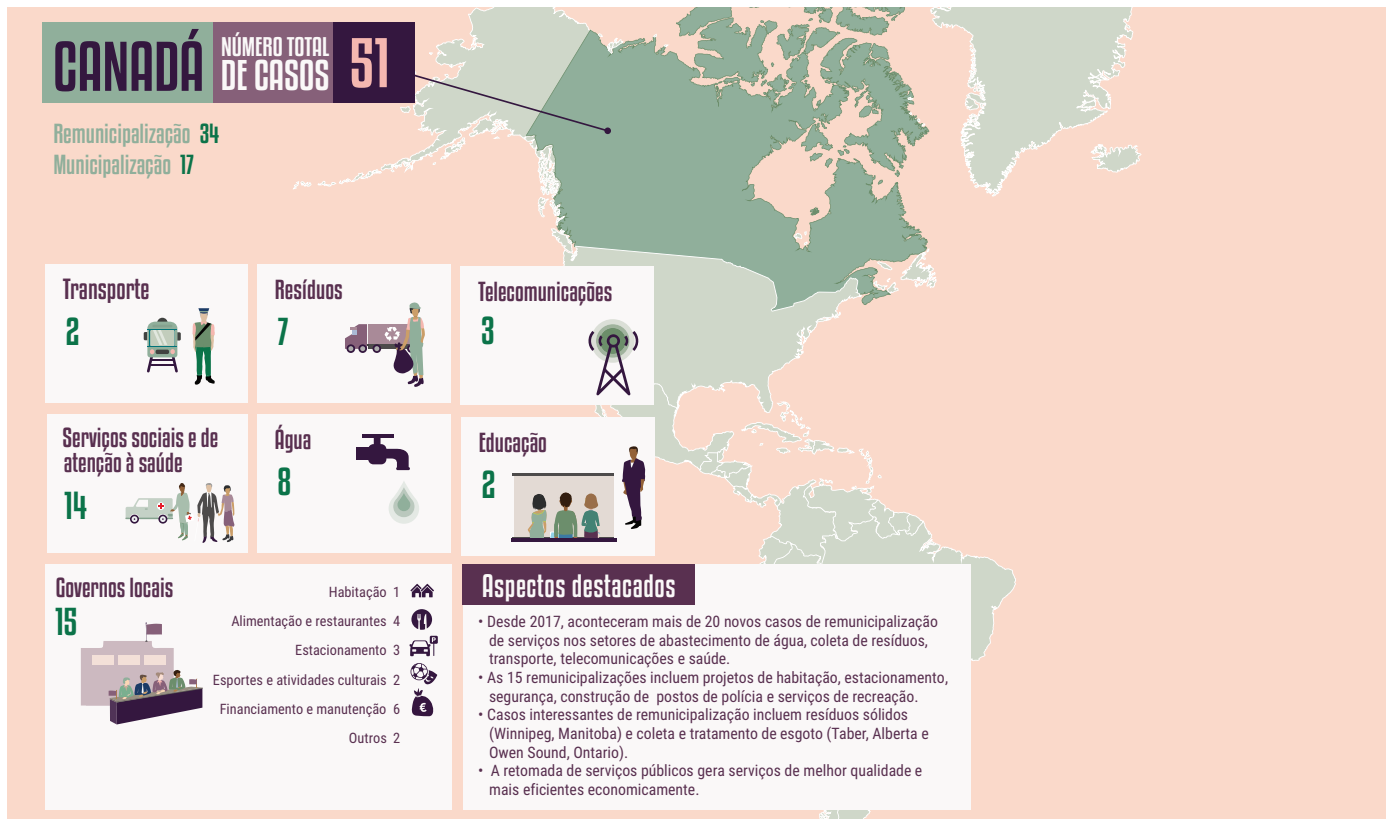 CANADÁ
NÚMERO TOTAL
DE CASOS
51
Remunicipalização 34
Municipalização 17
Transporte
2
Resíduos
7
Telecomunicações
3
Serviços sociais e de
atenção à saúde
14
Água
8
Educação
2
Governos locais
15
Habitação 1
Alimentação e restaurantes 4
Estacionamento 3
P
Esportes e atividades culturais 2
Financiamento e manutenção 6
€
Outros 2
Aspectos destacados
• Desde 2017, aconteceram mais de 20 novos casos de remunicipalização
de serviços nos setores de abastecimento de água, coleta de resíduos,
transporte, telecomunicações e saúde.
• As 15 remunicipalizações incluem projetos de habitação, estacionamento,
segurança, construção de postos de polícia e serviços de recreação.
• Casos interessantes de remunicipalização incluem resíduos sólidos
(Winnipeg, Manitoba) e coleta e tratamento de esgoto (Taber, Alberta e
Owen Sound, Ontario).
• A retomada de serviços públicos gera serviços de melhor qualidade e
mais eficientes economicamente.